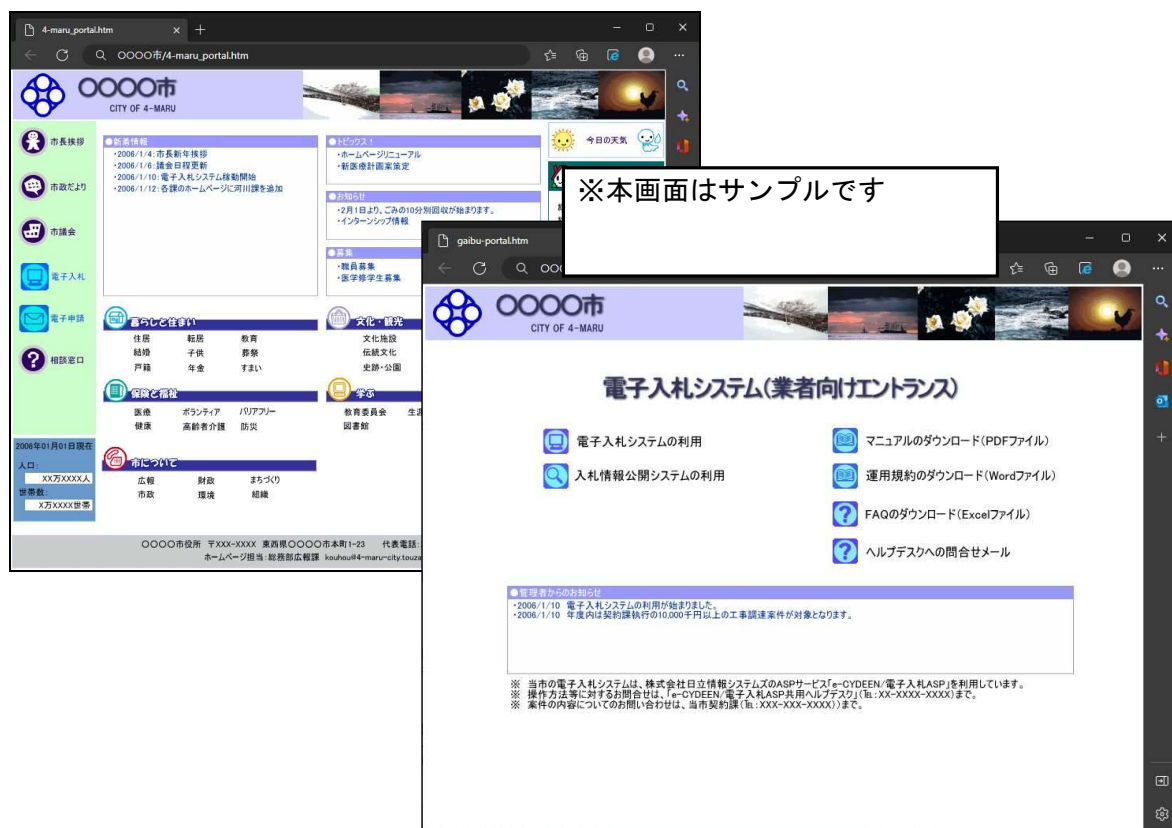 4-maru_portal.htm
〇〇〇〇市/4-maru_portal.htm
〇〇〇〇市
CITY OF 4-MARU
市長挨拶
市政だより
市議会
電子入札
電子申請
相談窓口
2006年01月01日現在
人口:
XX万XXXX人
世帯数:
X万XXXX世帯
●新着情報
・2006/1/4:市長新年挨拶
・2006/1/6:議会日程更新
・2006/1/10:電子入札システム稼動開始
・2006/1/12:各課のホームページに河川課を追加
●トピックス!
・ホームページリニューアル
・新医療計画案策定
●お知らせ
・2月1日より、ごみの10分別回収が始まります。
・インターンシップ情報
●募集
・職員募集
・医学修学生募集
今日の天気
暮らしと住まい
住居 転居 教育
結婚 子供 葬祭
戸籍 年金 すまい
文化・観光
文化施設
伝統文化
史跡・公園
保険と福祉
医療 ボランティア バリアフリー
健康 高齢者介護 防災
学ぶ
教育委員会
図書館
市について
広報 財政 まちづくり
市政 環境 組織
〇〇〇〇市役所 〒XXX-XXXX 東西県〇〇〇〇市本町1-23 代表電話:
ホームページ担当:総務部広報課 kouhou#4-maru-city.touza
※本画面はサンプルです
gaibu-portal.htm
〇〇〇〇市
CITY OF 4-MARU
電子入札システム(業者向けエントランス)
電子入札システムの利用
入札情報公開システムの利用
マニュアルのダウンロード(PDFファイル)
運用規約のダウンロード(Wordファイル)
FAQのダウンロード(Excelファイル)
ヘルプデスクへの問合せメール
●管理者からのお知らせ
・2006/1/10 電子入札システムの利用が始まりました。
・2006/1/10 年度内は契約課執行の10,000千円以上の工事調達案件が対象となります。
※ 当市の電子入札システムは、株式会社日立情報システムズのASPサービス「e-CYDEEN/電子入札ASP」を利用しています。
※ 操作方法等に対するお問合せは、「e-CYDEEN/電子入札ASP共用ヘルプデスク」(℡:XX-XXXX-XXXX)まで。
※ 案件の内容についてのお問い合わせは、当市契約課(℡:XXX-XXX-XXXX))まで。